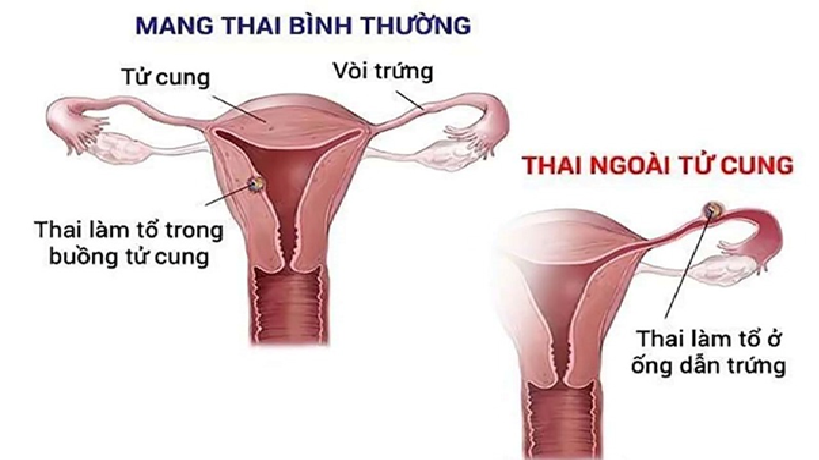 MANG THAI BÌNH THƯỜNG
Tử cung
Vòi trứng
Thai làm tổ trong
buồng tử cung
THAI NGOÀI TỬ CUNG
Thai làm tổ ở
ống dẫn trứng